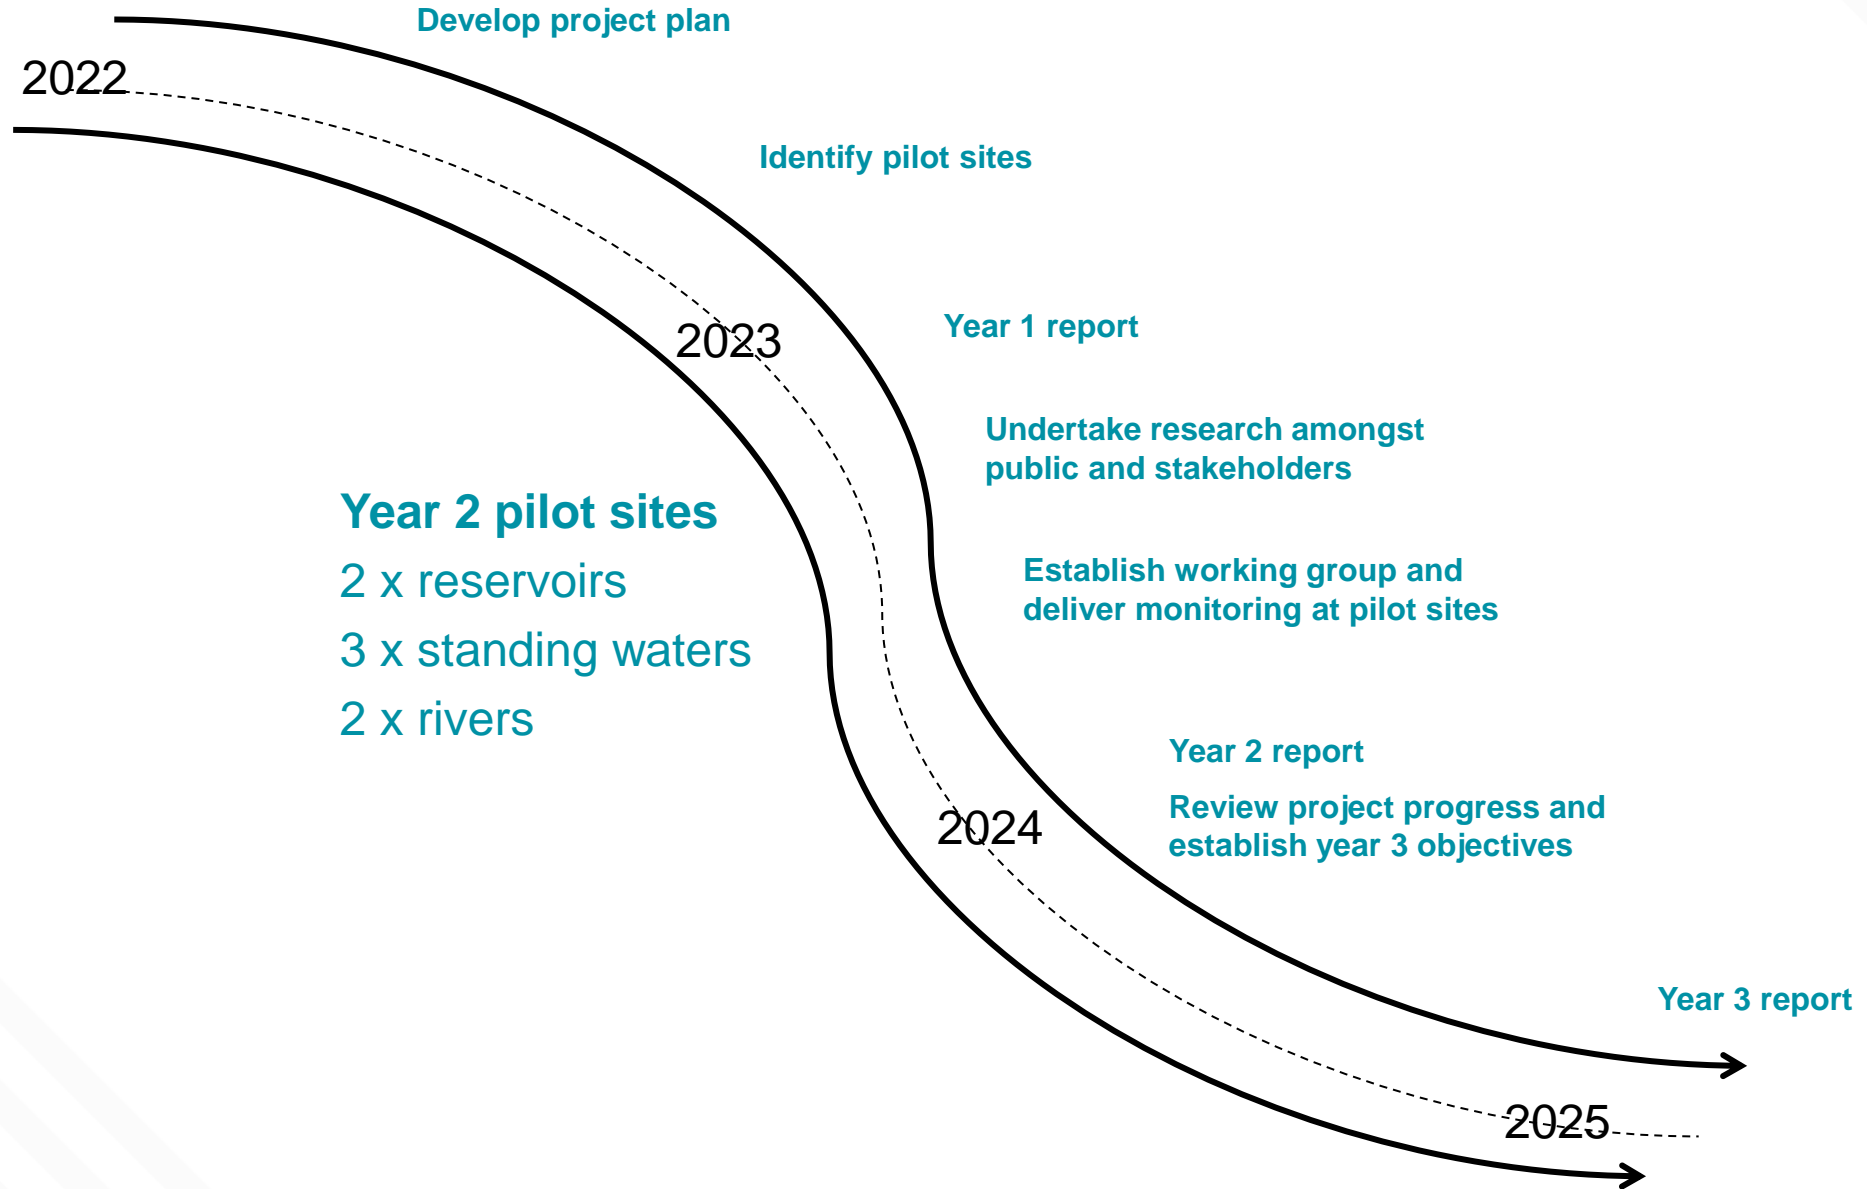 Develop project plan
2022
Identify pilot sites
Year 1 report
2023
Undertake research amongst
public and stakeholders
Year 2 pilot sites
2 x reservoirs
3 x standing waters
2 x rivers
Establish working group and
deliver monitoring at pilot sites
Year 2 report
Review project progress and
establish year 3 objectives
2024
Year 3 report
2025